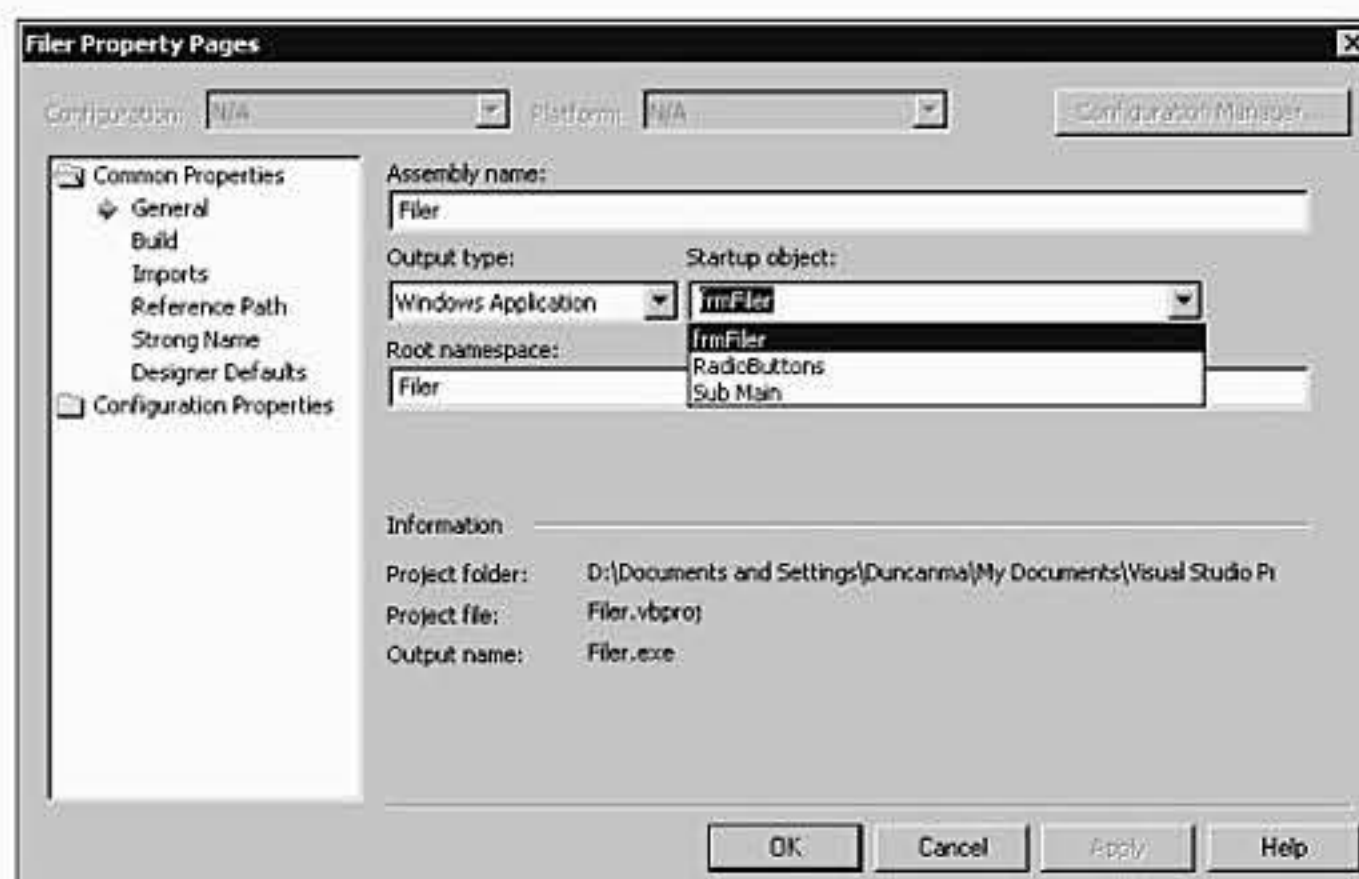 Filer Property Pages
Configuration: N/A Platform: N/A Configuration Manager...
Common Properties
General
Build
Imports
Reference Path
Strong Name
Designer Defaults
Configuration Properties
Assembly name:
Filer
Output type: Startup object:
Windows Application frmFiler
frmFiler
RadioButtons
Sub Main
Root namespace:
Filer
Information
Project folder: D:\Documents and Settings\Duncanma\My Documents\Visual Studio Pr
Project file: Filer.vbproj
Output name: Filer.exe
OK Cancel Apply Help